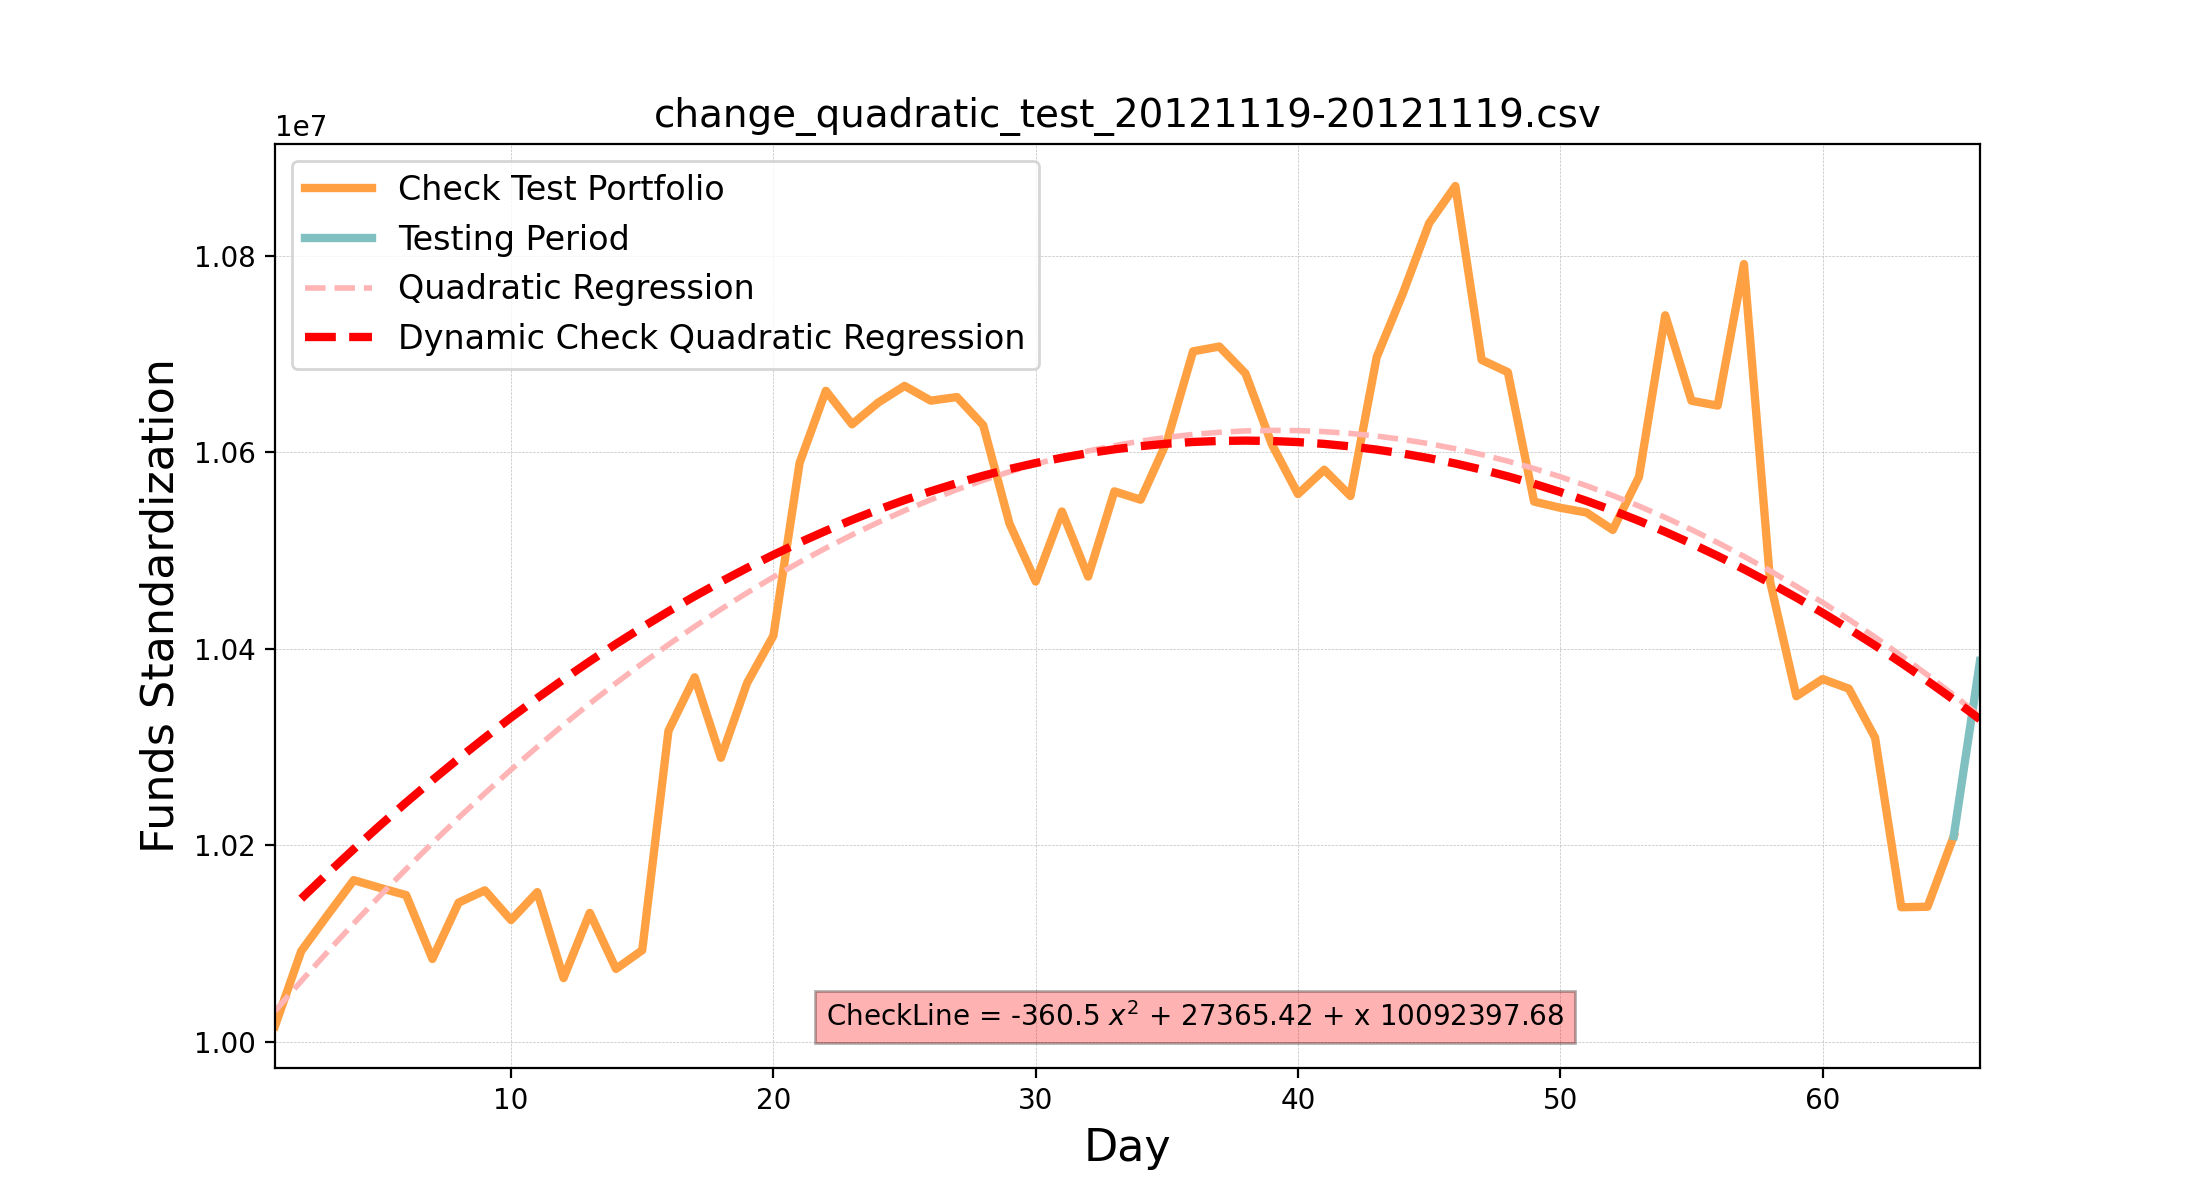 change_quadratic_test_20121119-20121119.csv
1e7
Check Test Portfolio
Testing Period
Quadratic Regression
Dynamic Check Quadratic Regression
1.08
1.06
1.04
1.02
1.00
Funds Standardization
CheckLine = -360.5 x² + 27365.42 + x 10092397.68
10 20 30 40 50 60
Day